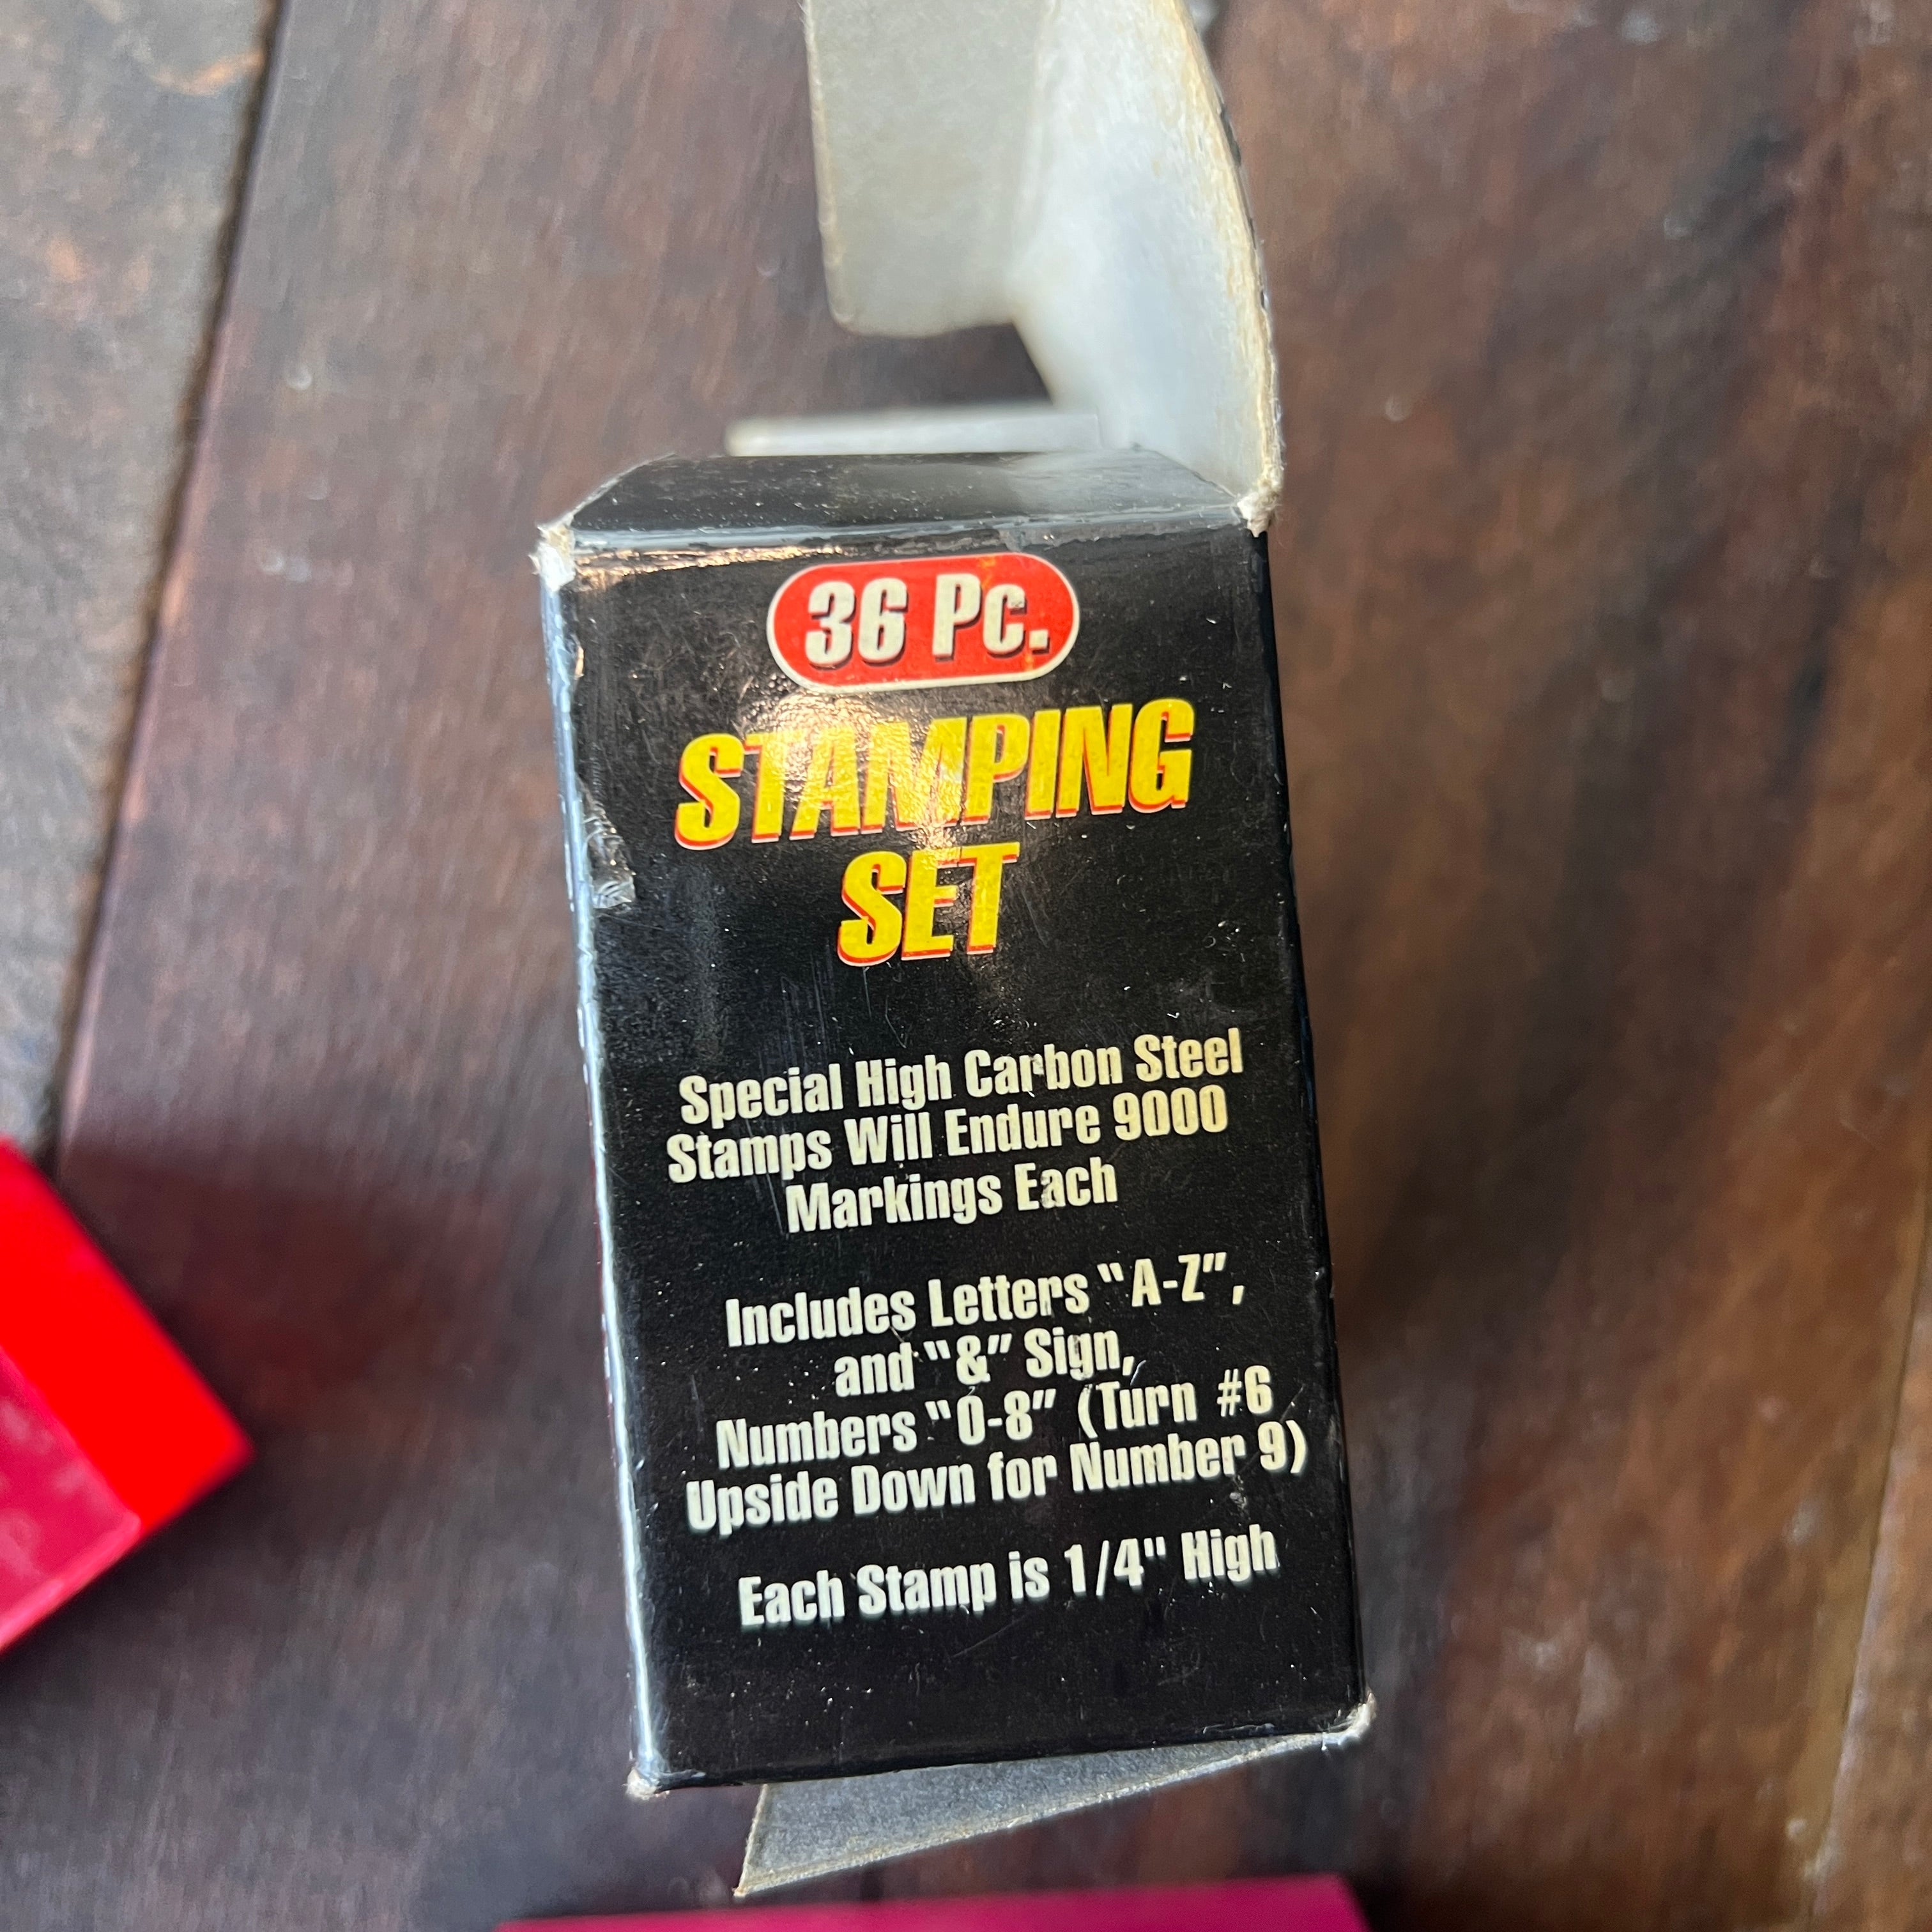 36 Pc.
STAMPING
SET
Special High Carbon Steel
Stamps Will Endure 9000
Markings Each
Includes Letters "A-Z",
and "&" Sign,
Numbers "0-8" (Turn #6
Upside Down for Number 9)
Each Stamp is 1/4" High